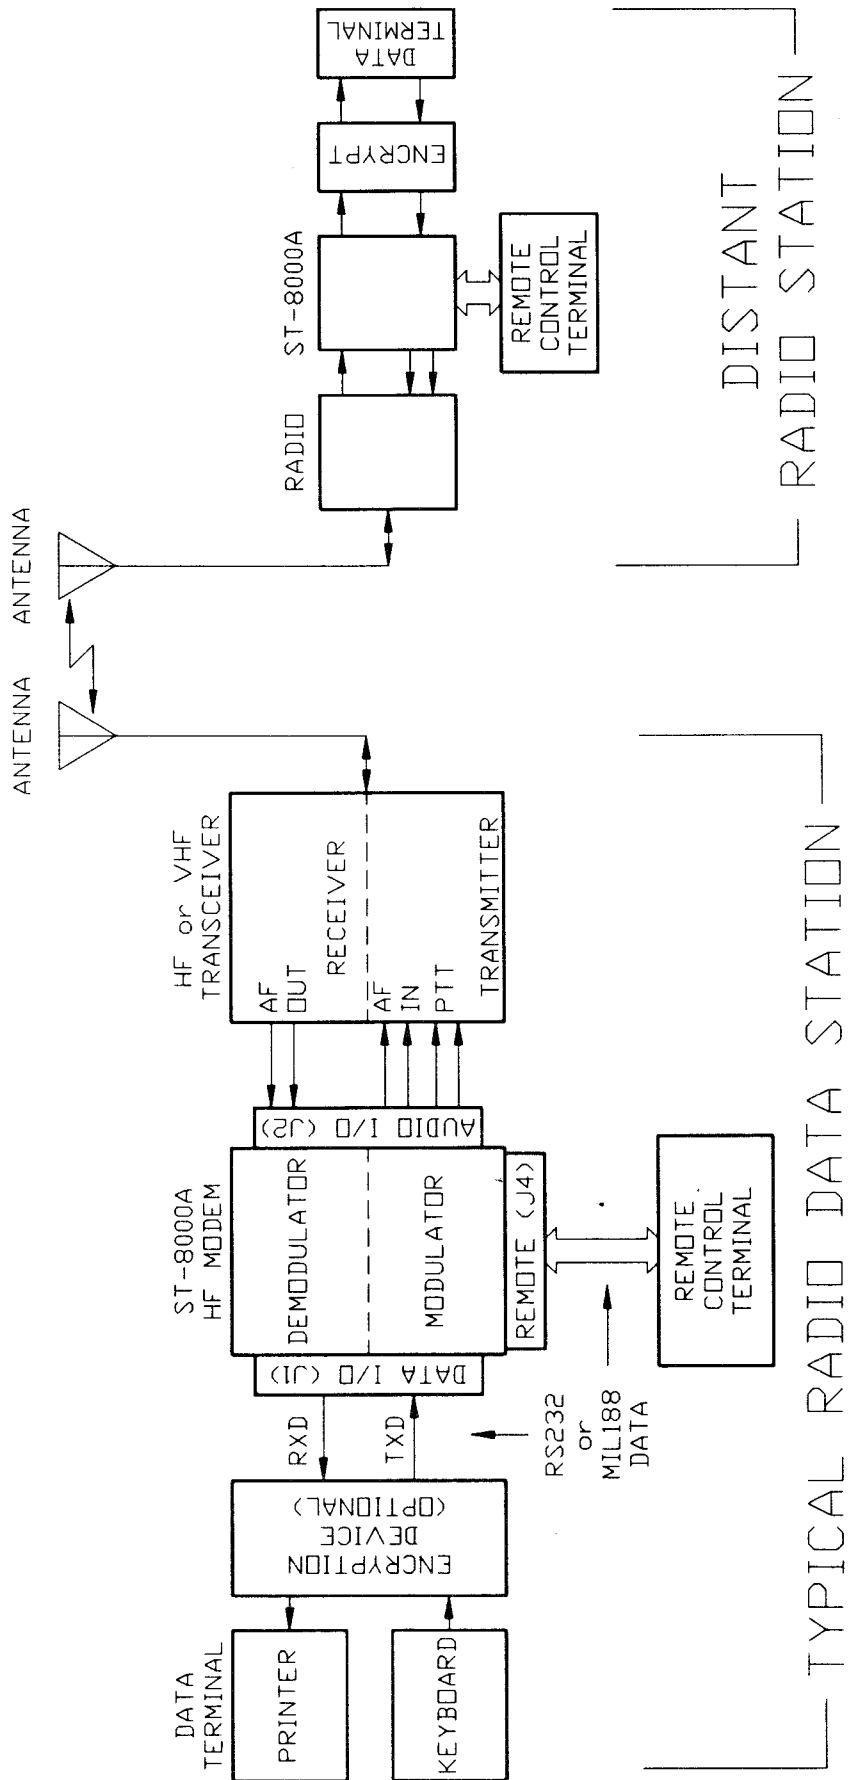 DATA
TERMINAL
PRINTER
KEYBOARD
ENCRYPTION
DEVICE
(OPTIONAL)
RXD
TXD
RS232
or
MIL188
DATA
ST-8000A
HF MODEM
DATA I/O (J1)
DEMODULATOR
MODULATOR
AUDIO I/O (J2)
REMOTE (J4)
REMOTE
CONTROL
TERMINAL
HF or VHF
TRANSCEIVER
AF
OUT
RECEIVER
AF
IN
PTT
TRANSMITTER
ANTENNA
ANTENNA
RADIO
ST-8000A
ENCRYPT
DATA
TERMINAL
REMOTE
CONTROL
TERMINAL
TYPICAL RADIO DATA STATION
DISTANT
RADIO STATION